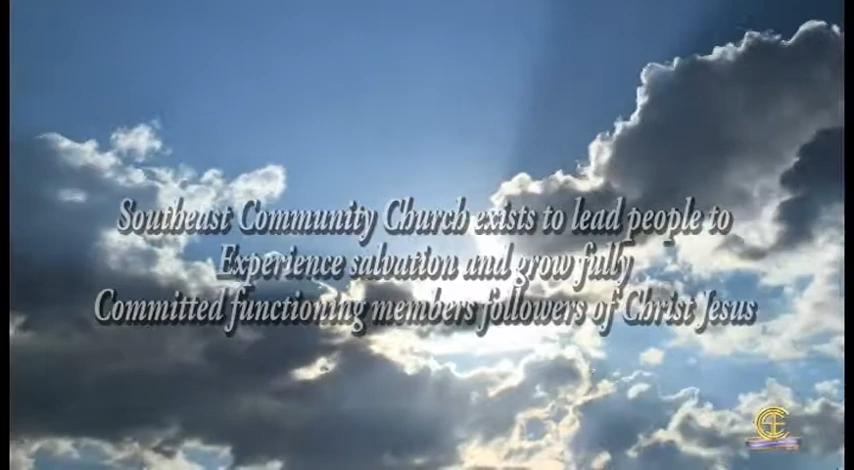 Southeast Community Church exists to lead people to
Experience salvation and grow fully
Committed functioning members followers of Christ Jesus